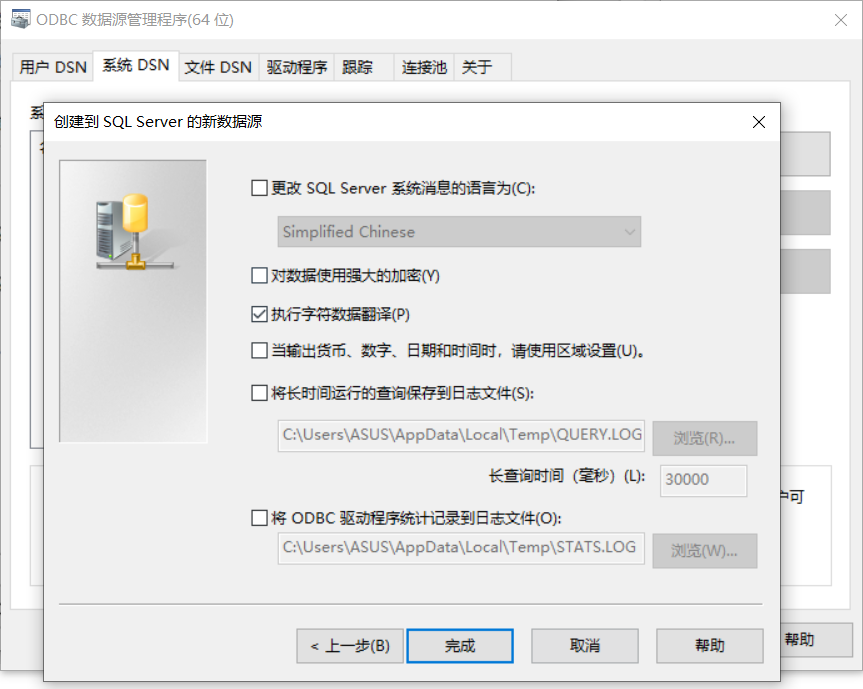 ODBC 数据源管理程序(64 位)
用户 DSN
系统 DSN
文件 DSN
驱动程序
跟踪
连接池
关于
系
创建到 SQL Server 的新数据源
更改 SQL Server 系统消息的语言为(C):
Simplified Chinese
对数据使用强大的加密(Y)
执行字符数据翻译(P)
当输出货币、数字、日期和时间时，请使用区域设置(U)。
将长时间运行的查询保存到日志文件(S):
C:\Users\ASUS\AppData\Local\Temp\QUERY.LOG
浏览(R)...
长查询时间（毫秒）(L):
30000
户可
将 ODBC 驱动程序统计记录到日志文件(O):
C:\Users\ASUS\AppData\Local\Temp\STATS.LOG
浏览(W)...
< 上一步(B)
完成
取消
帮助
帮助